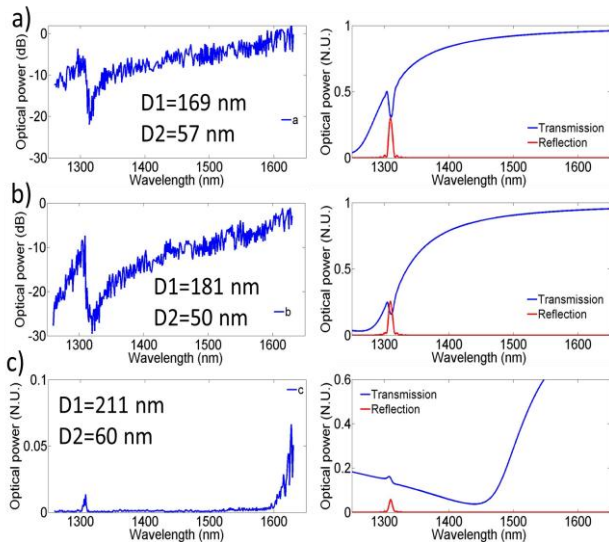 a)
Optical power (dB)
0
-10
-20
-30
D1=169 nm
D2=57 nm
a
1300 1400 1500 1600
Wavelength (nm)
Optical power (N.U.)
1
0.5
0
Transmission
Reflection
1300 1400 1500 1600
Wavelength (nm)
b)
Optical power (dB)
0
-10
-20
-30
D1=181 nm
D2=50 nm
b
1300 1400 1500 1600
Wavelength (nm)
Optical power (N.U.)
1
0.5
0
Transmission
Reflection
1300 1400 1500 1600
Wavelength (nm)
c)
Optical power (N.U.)
0.1
0.05
0
D1=211 nm
D2=60 nm
c
1300 1400 1500 1600
Wavelength (nm)
Optical power (N.U.)
0.6
0.4
0.2
0
Transmission
Reflection
1300 1400 1500 1600
Wavelength (nm)